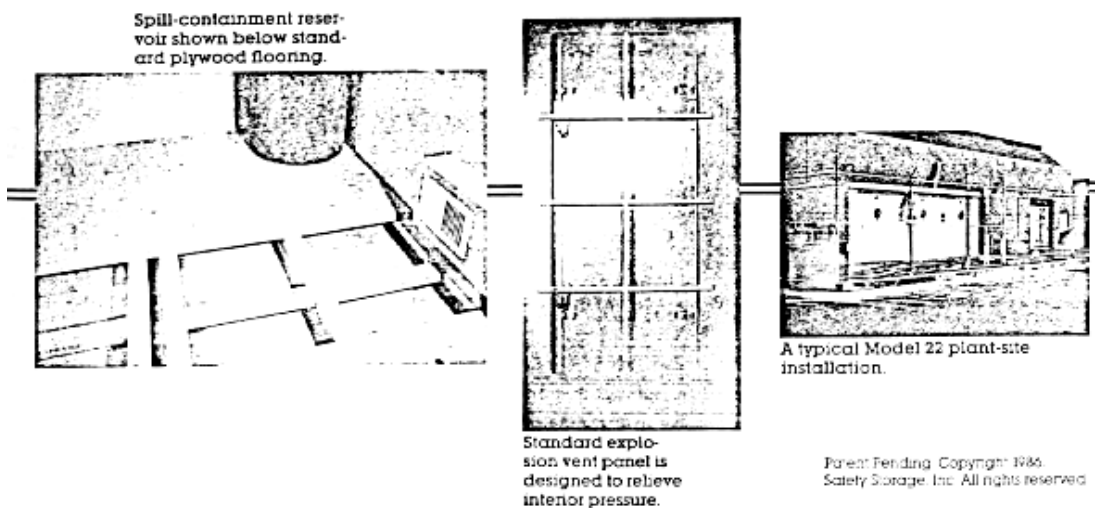 Spill-containment reser-
voir shown below stand-
ard plywood flooring.
Standard explo-
sion vent panel is
designed to relieve
interior pressure.
A typical Model 22 plant-site
installation.
Patent Pending. Copyright 1986.
Safety Storage, Inc. All rights reserved.